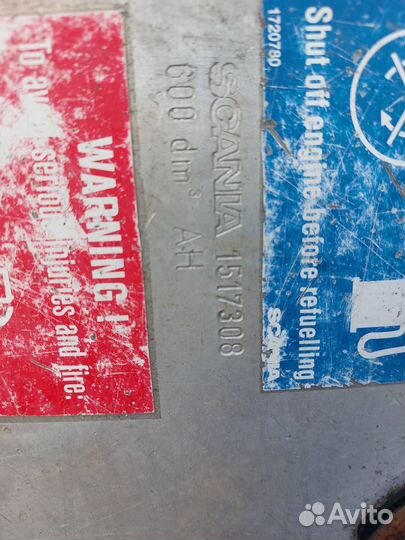 WARNING !
To avoid serious injuries and fire:
SCANIA 1517308
600 dm³ AH
1720780
Shut off engine before refuelling
SCANIA
Avito